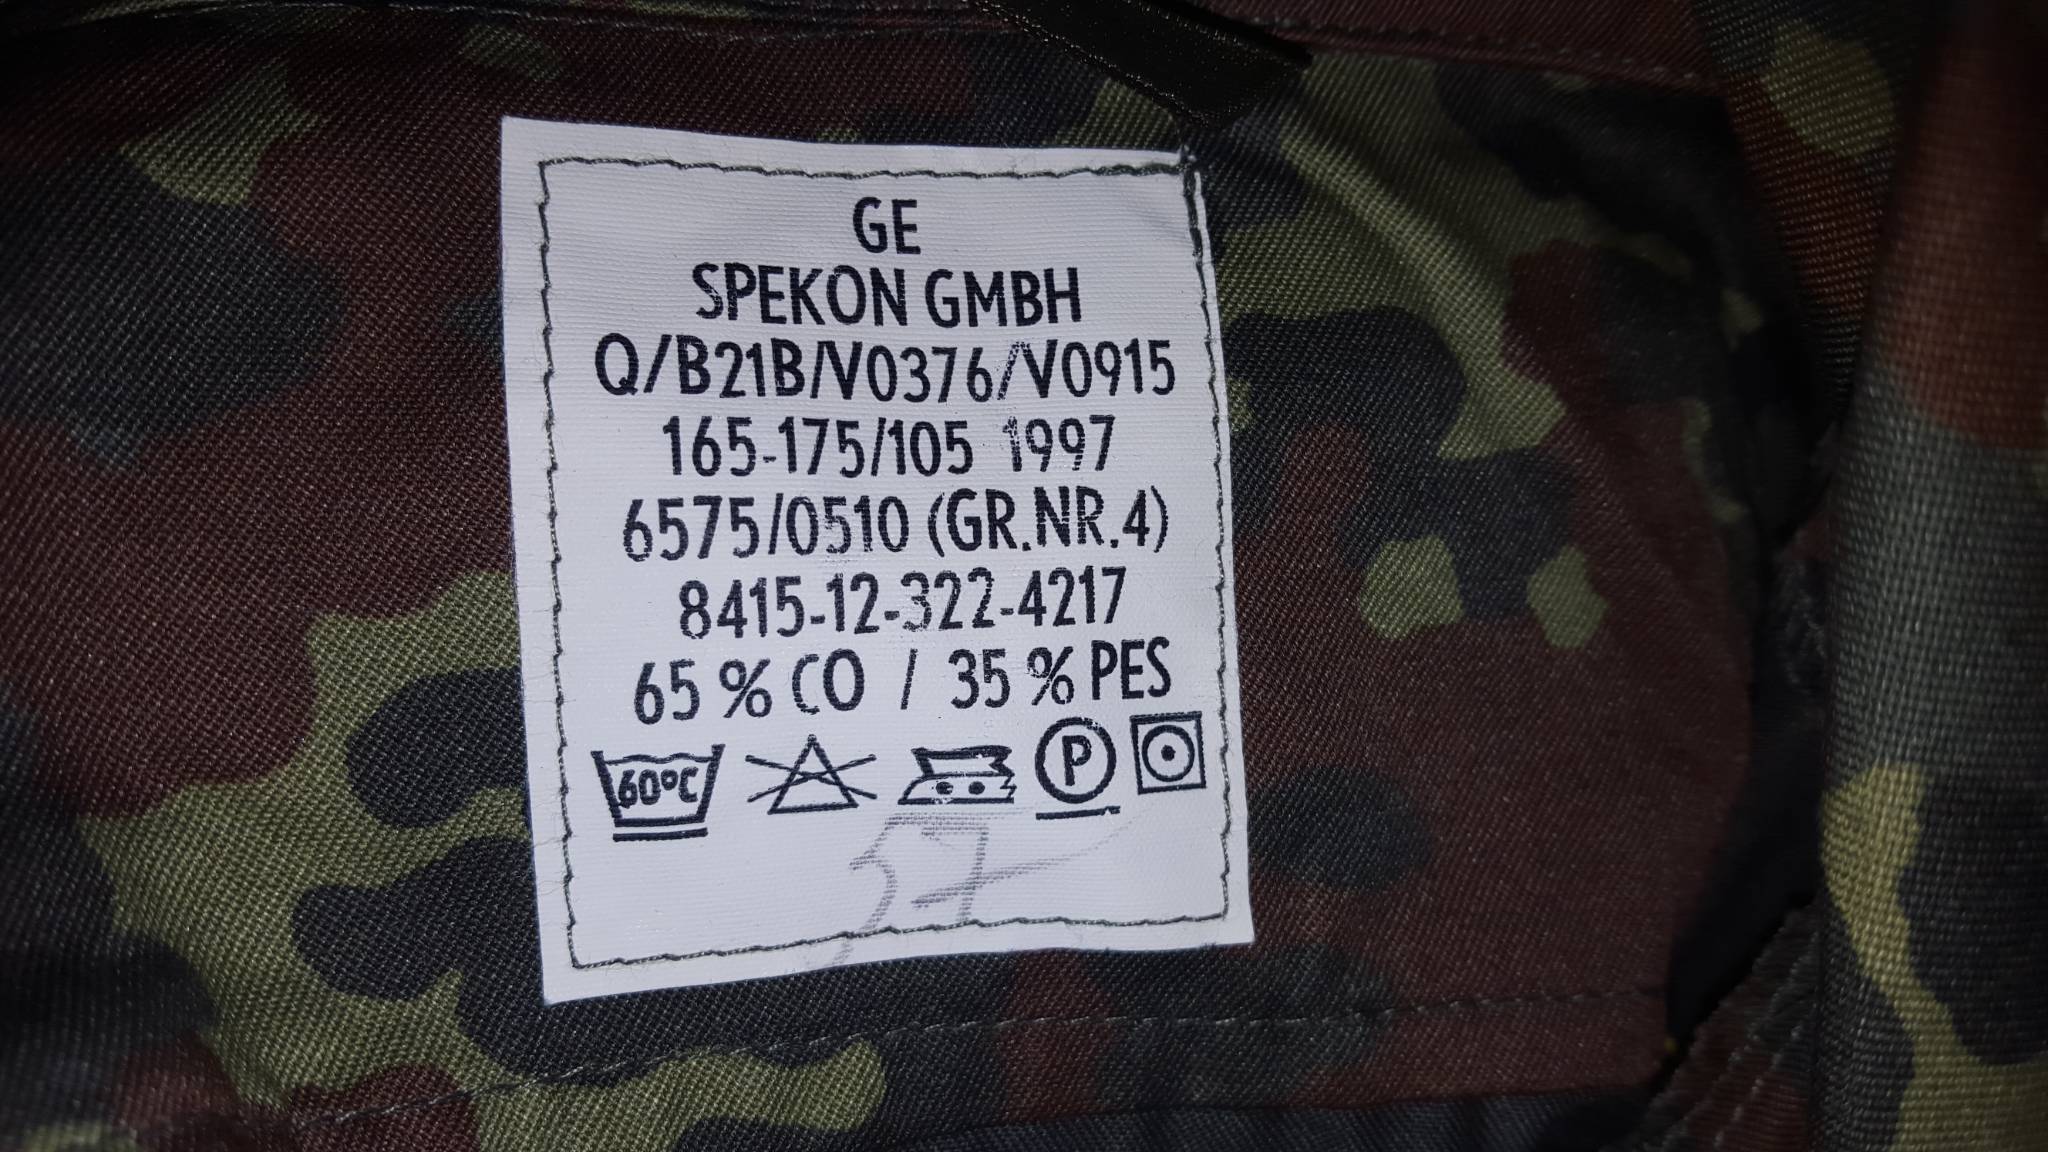 GE
SPEKON GMBH
Q/B21B/V0376/V0915
165-175/105 1997
6575/0510 (GR.NR.4)
8415-12-322-4217
65 % CO / 35 % PES
60°C P